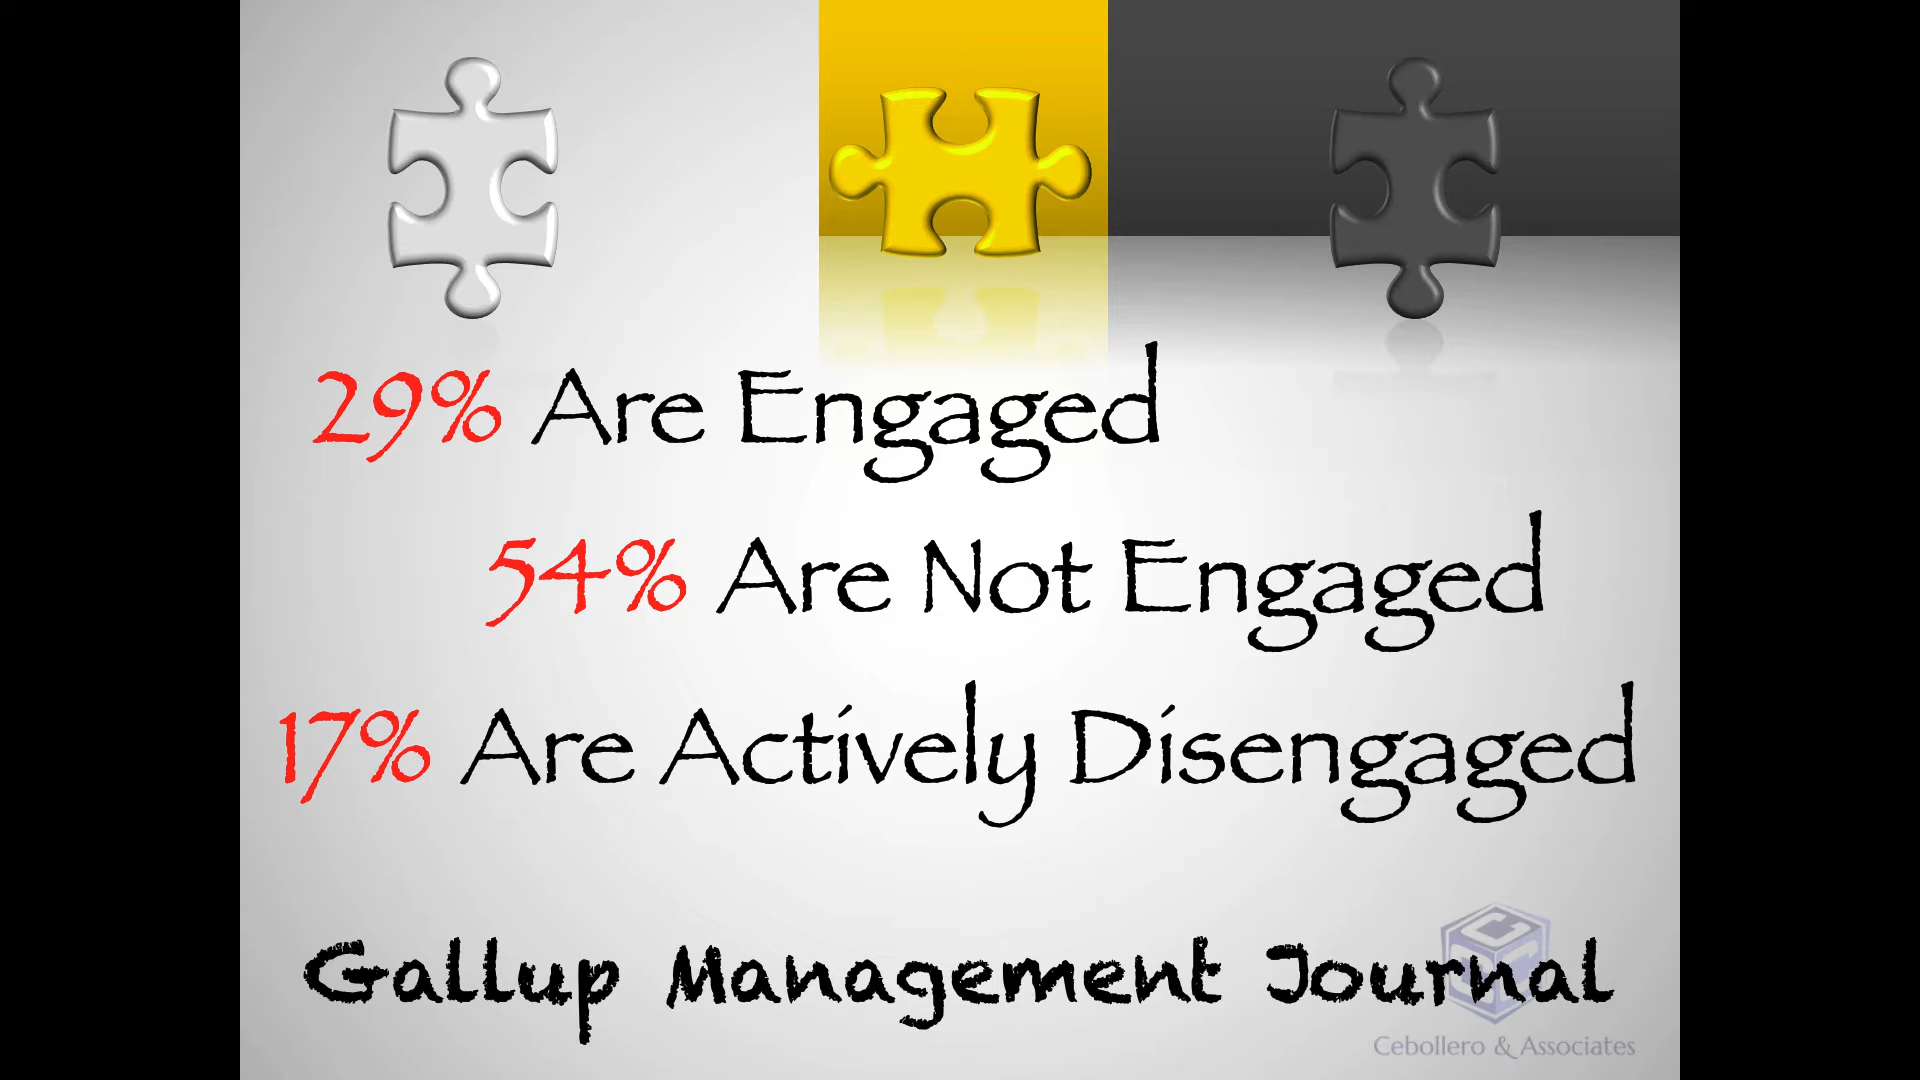 29% Are Engaged
54% Are Not Engaged
17% Are Actively Disengaged
Gallup Management Journal
Cebollero & Associates